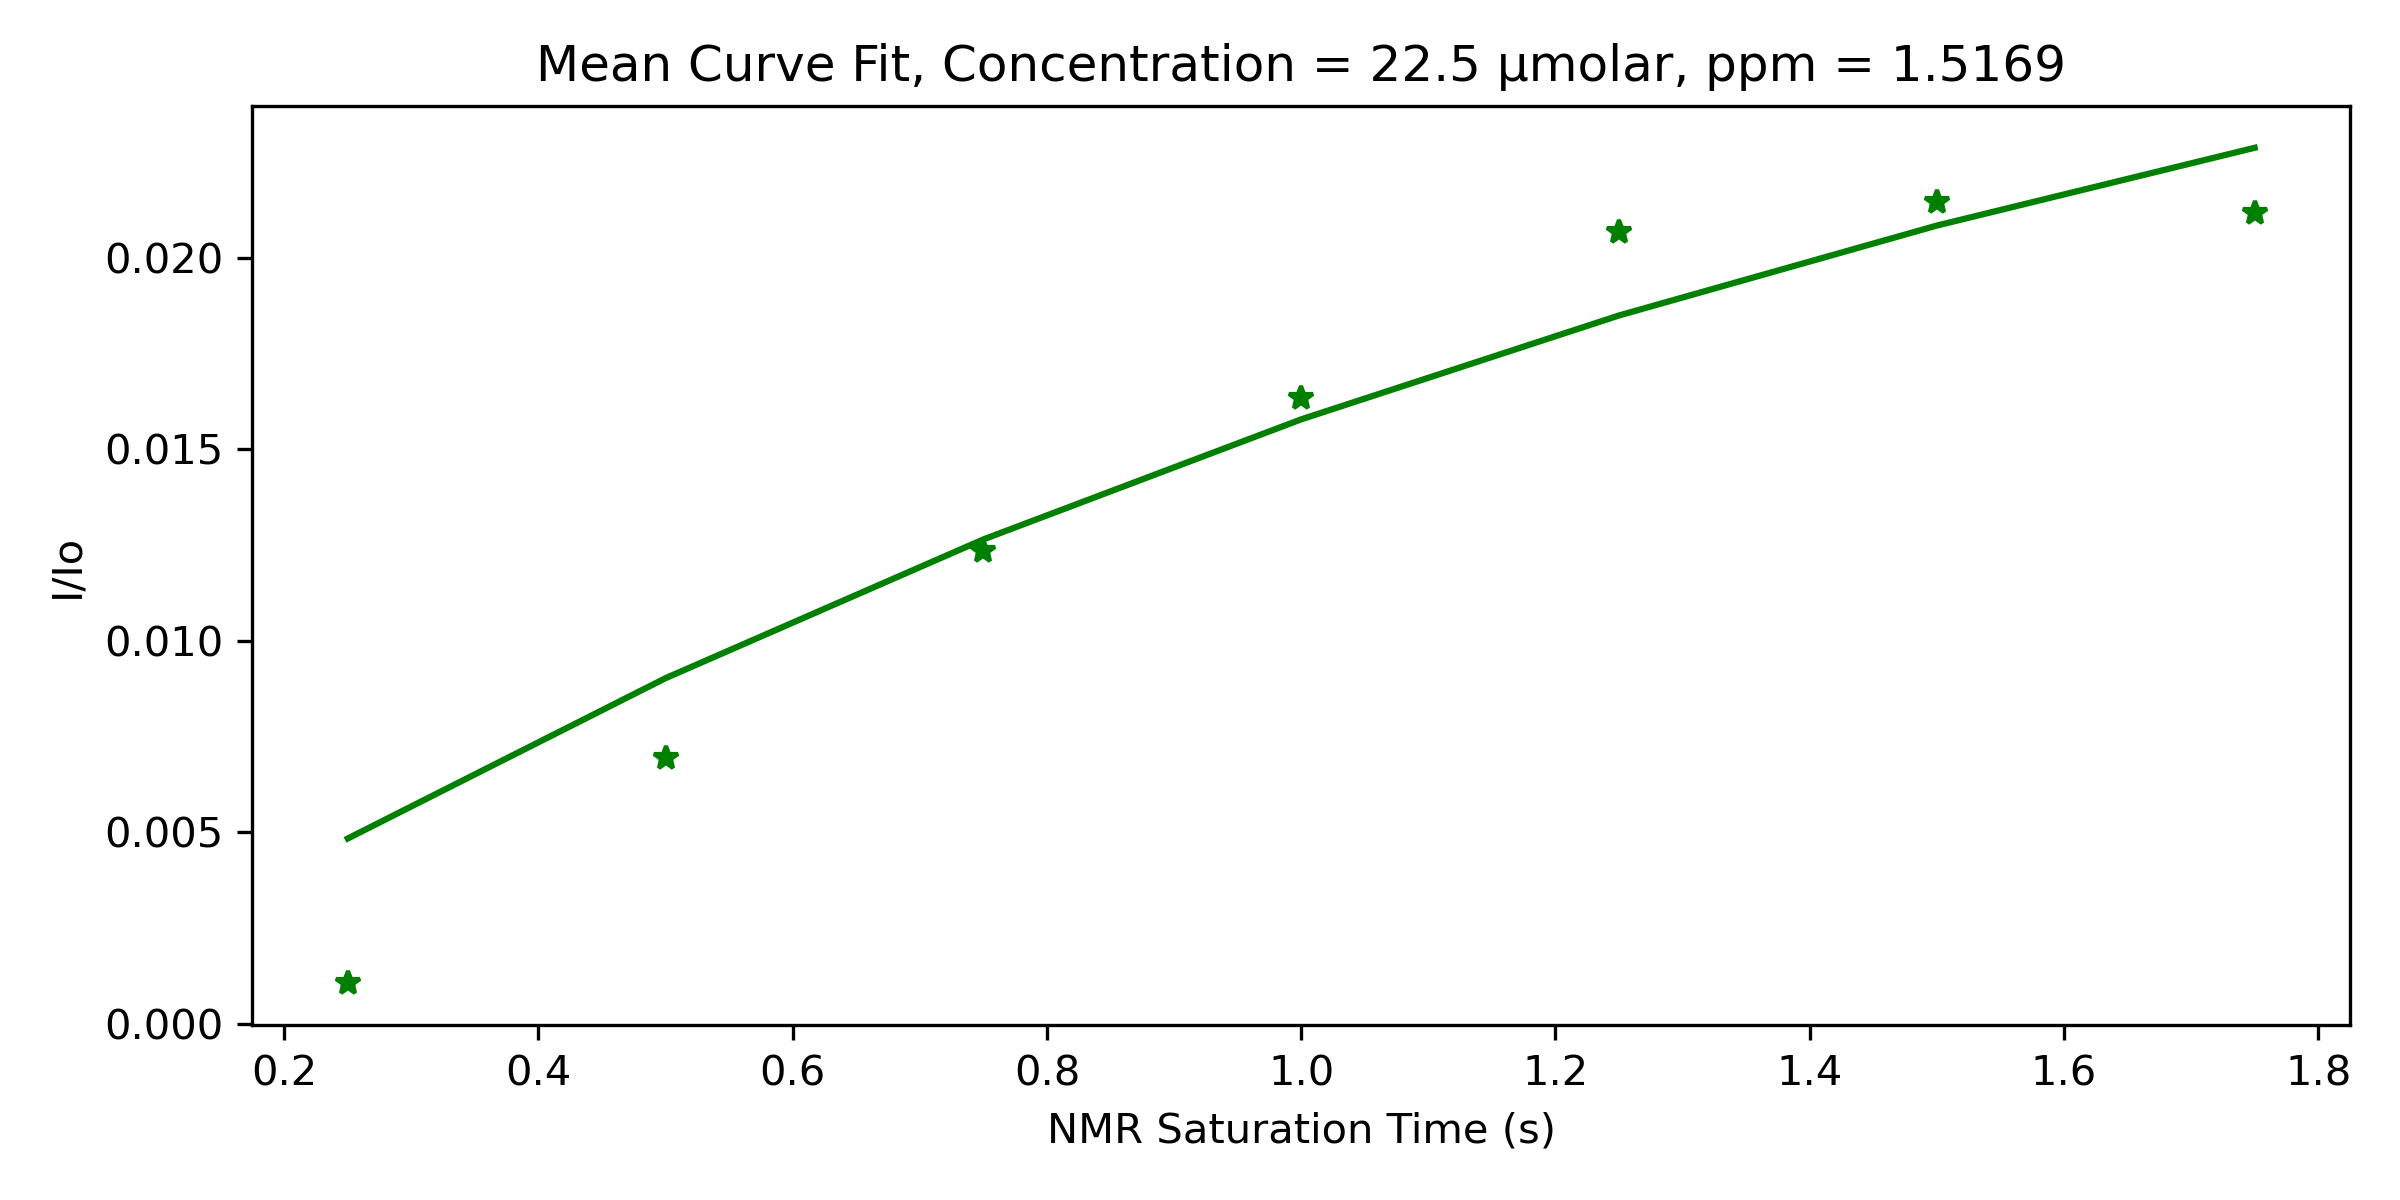 Mean Curve Fit, Concentration = 22.5 μmolar, ppm = 1.5169
0.020
0.015
0.010
0.005
0.000
I/Io
0.2 0.4 0.6 0.8 1.0 1.2 1.4 1.6 1.8
NMR Saturation Time (s)